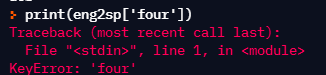 > print(eng2sp['four'])
Traceback (most recent call last):
  File "<stdin>", line 1, in <module>
KeyError: 'four'